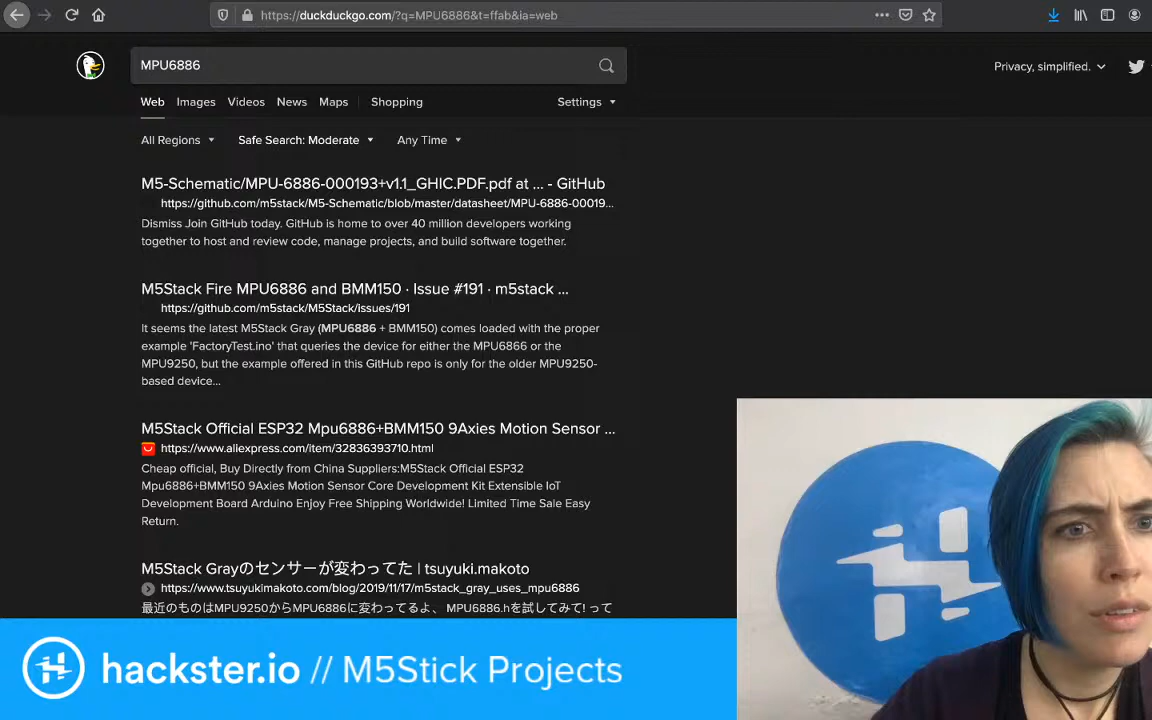 https://duckduckgo.com/?q=MPU6886&t=ffab&ia=web
MPU6886
Privacy, simplified.
Web Images Videos News Maps Shopping Settings
All Regions Safe Search: Moderate Any Time
M5-Schematic/MPU-6886-000193+v1.1_GHIC.PDF.pdf at ... - GitHub
https://github.com/m5stack/M5-Schematic/blob/master/datasheet/MPU-6886-00019...
Dismiss Join GitHub today. GitHub is home to over 40 million developers working
together to host and review code, manage projects, and build software together.
M5Stack Fire MPU6886 and BMM150 · Issue #191 · m5stack ...
https://github.com/m5stack/M5Stack/issues/191
It seems the latest M5Stack Gray (MPU6886 + BMM150) comes loaded with the proper
example 'FactoryTest.ino' that queries the device for either the MPU6866 or the
MPU9250, but the example offered in this GitHub repo is only for the older MPU9250-
based device...
M5Stack Official ESP32 Mpu6886+BMM150 9Axies Motion Sensor ...
https://www.aliexpress.com/item/32836393710.html
Cheap official, Buy Directly from China Suppliers:M5Stack Official ESP32
Mpu6886+BMM150 9Axies Motion Sensor Core Development Kit Extensible IoT
Development Board Arduino Enjoy Free Shipping Worldwide! Limited Time Sale Easy
Return.
M5Stack Grayのセンサーが変わってた | tsuyuki.makoto
https://www.tsuyukimakoto.com/blog/2019/11/17/m5stack_gray_uses_mpu6886
最近のものはMPU9250からMPU6886に変わってるよ、 MPU6886.hを試してみて! って
hackster.io // M5Stick Projects